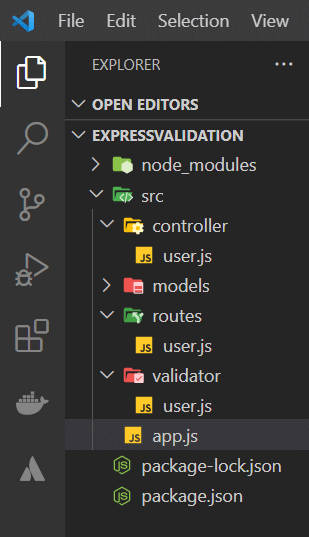 File Edit Selection View
EXPLORER
OPEN EDITORS
EXPRESSVALIDATION
node_modules
src
controller
JS user.js
models
routes
JS user.js
validator
JS user.js
JS app.js
package-lock.json
package.json